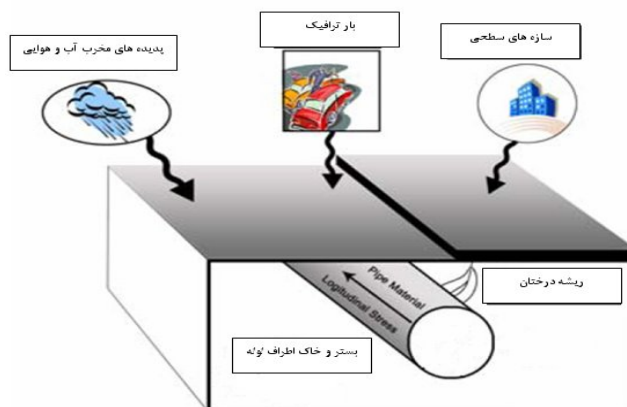 سازه های سطحی
بار ترافیک
پدیده های مخرب آب و هوایی
ریشه درختان
Pipe Material
Logitudinal Stress
بستر و خاک اطراف لوله